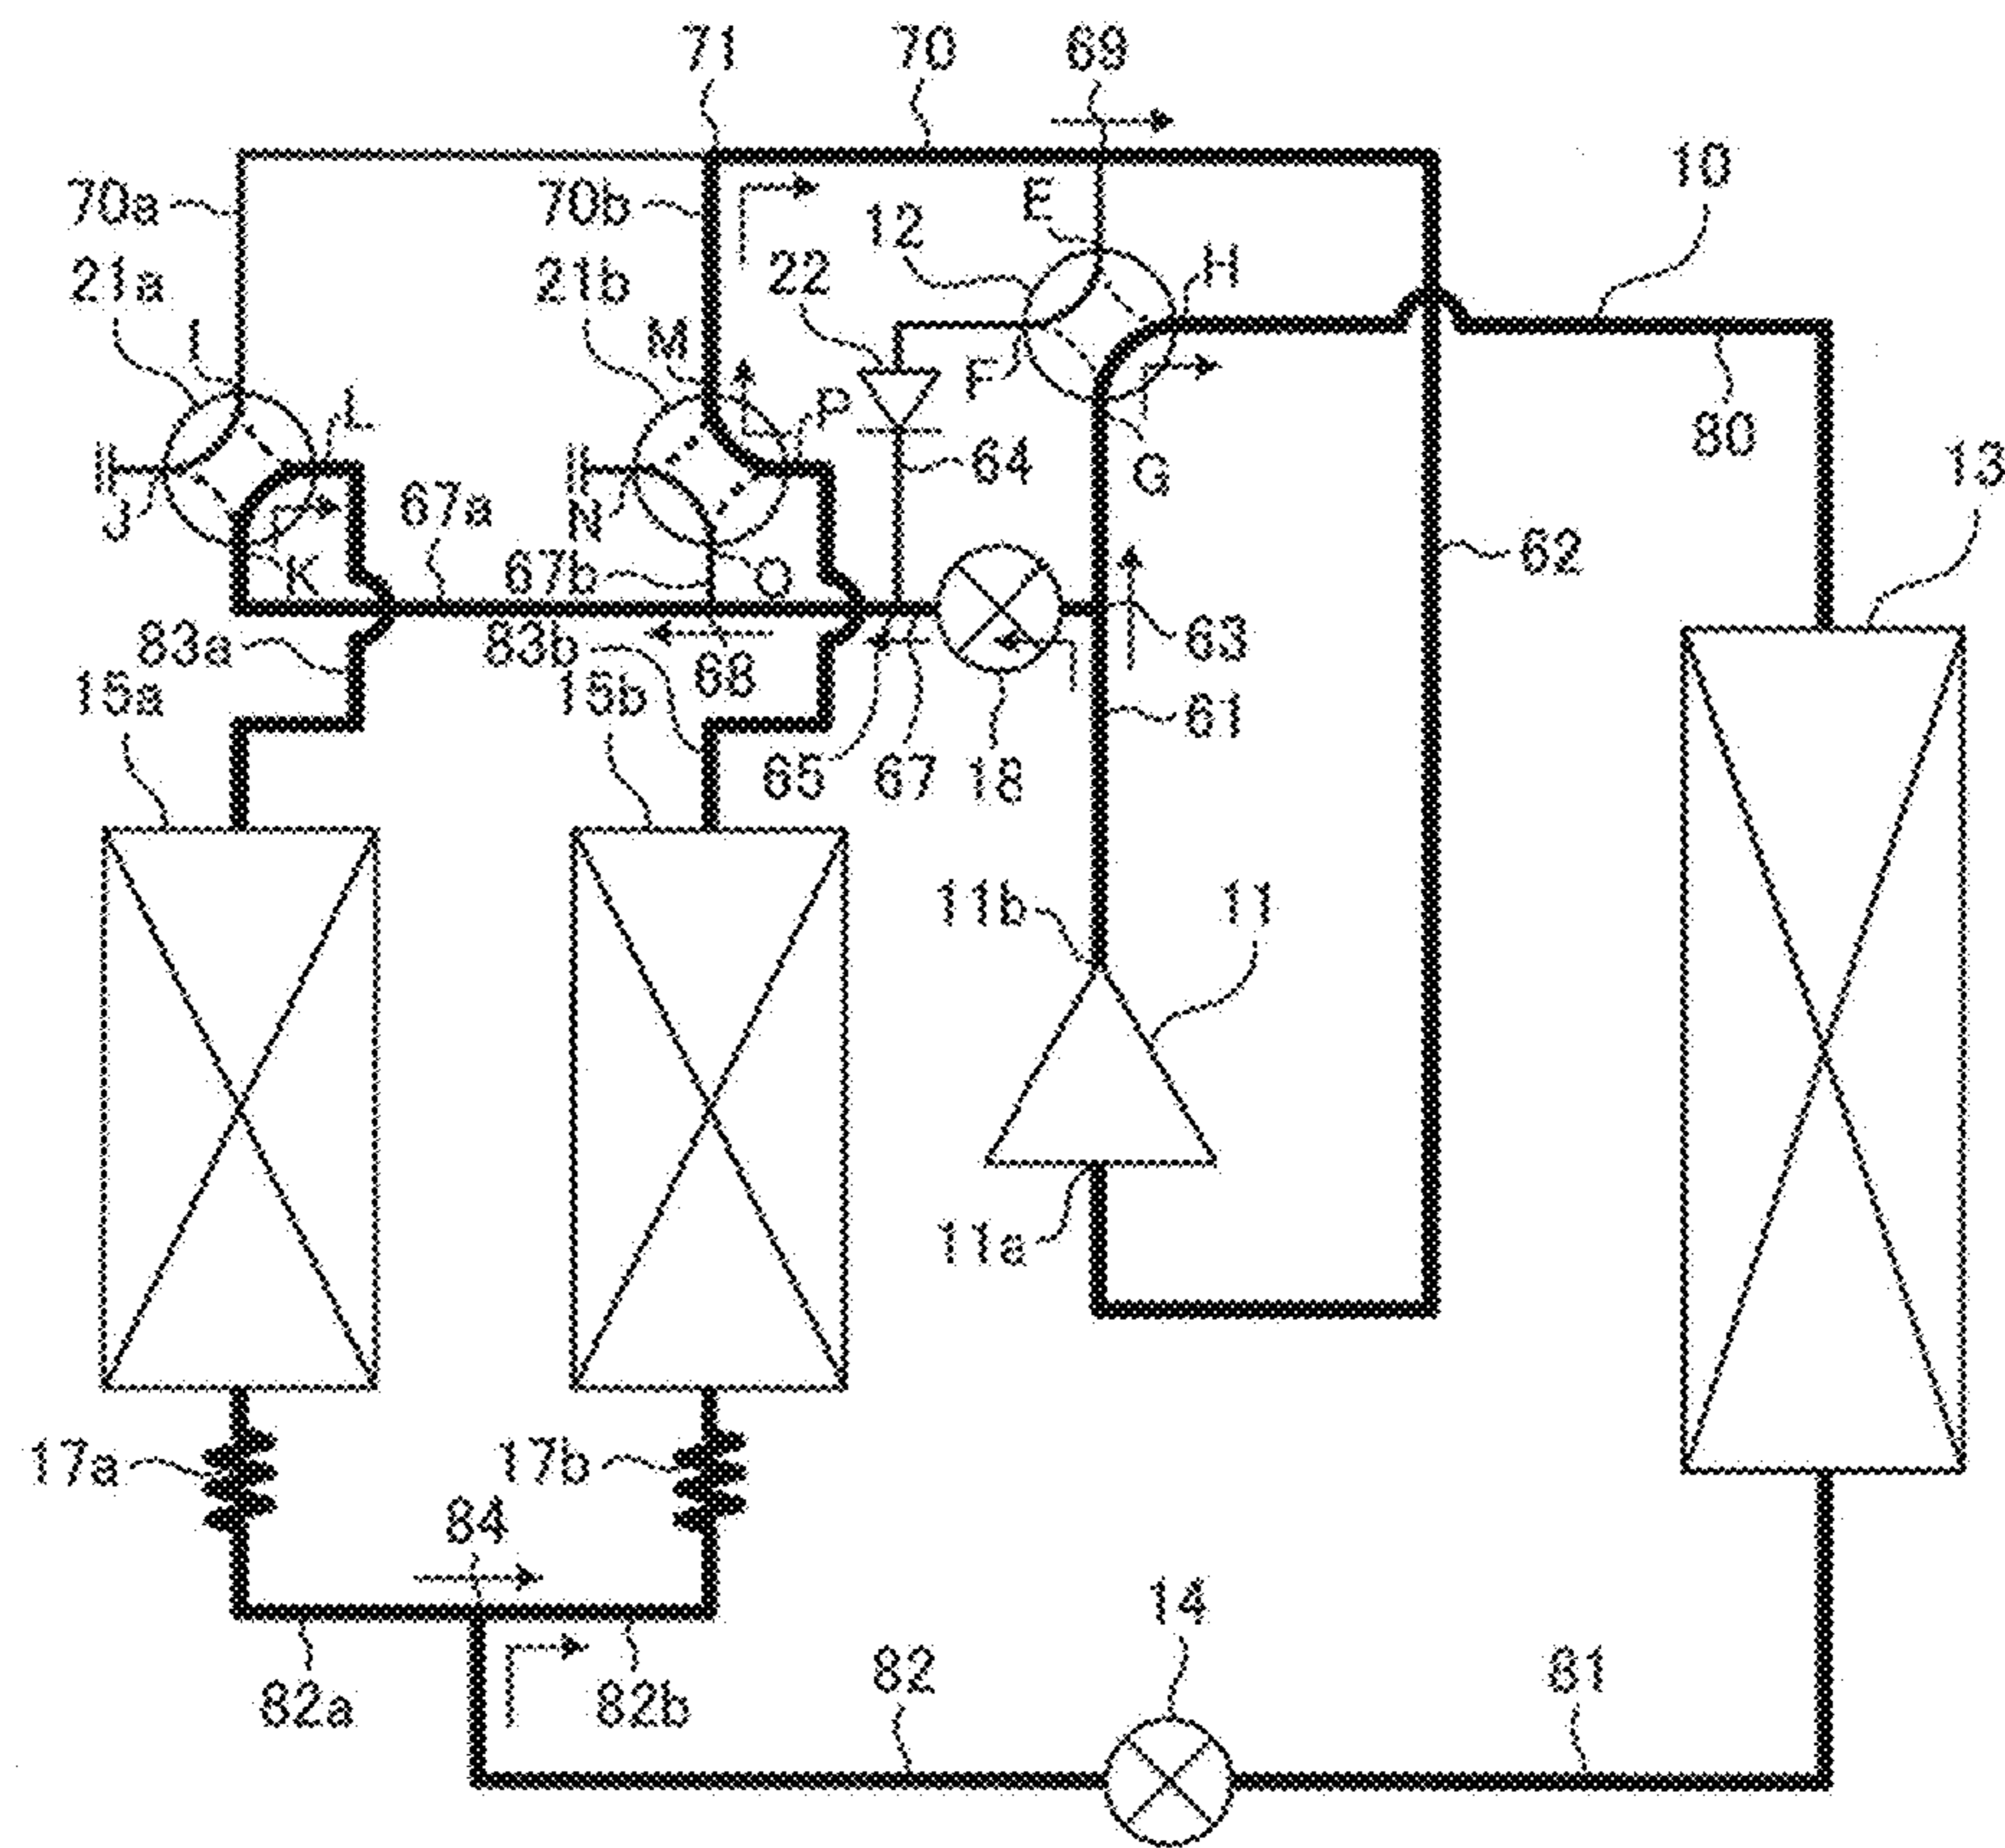 71 70 69
10
70a 70b E
12
21a 21b 22 H
I M
L P F
J N G 64 80
67a 13
K 67b O 62
83a 83b 68 63
15a 15b
61
65 67 18
11b 11
11a
17a 17b
84
14
82 81
82a 82b